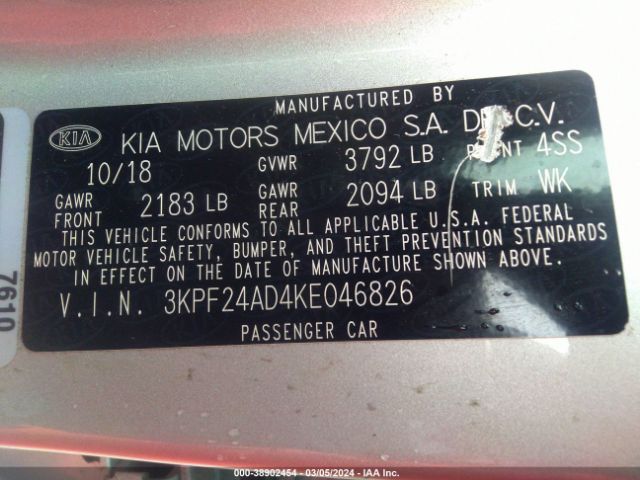 MANUFACTURED BY
KIA KIA MOTORS MEXICO S.A. C.V.
10/18 GVWR 3792 LB 4SS
GAWR FRONT 2183 LB GAWR REAR 2094 LB TRIM WK
THIS VEHICLE CONFORMS TO ALL APPLICABLE U.S.A. FEDERAL
MOTOR VEHICLE SAFETY, BUMPER, AND THEFT PREVENTION STANDARDS
IN EFFECT ON THE DATE OF MANUFACTURE SHOWN ABOVE.
V.I.N. 3KPF24AD4KE046826
PASSENGER CAR
7610
000-38902454 - 03/05/2024 - IAA Inc.